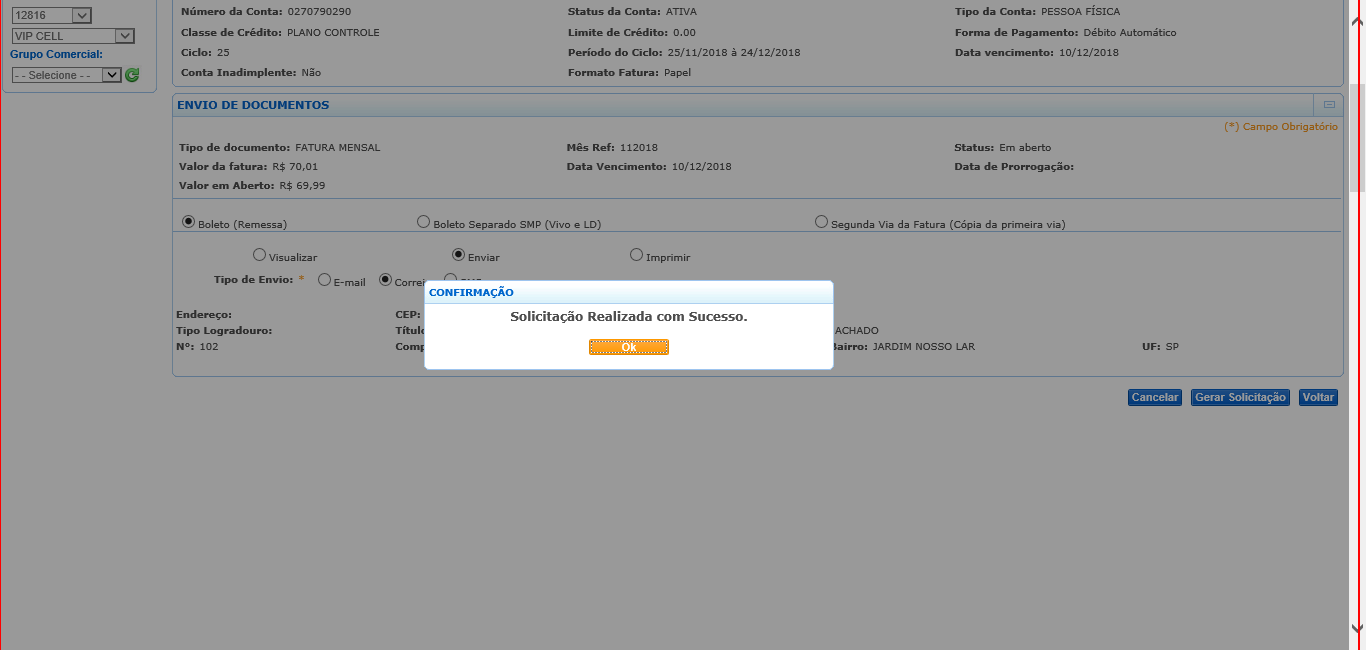 12816
VIP CELL
Grupo Comercial:
- - Selecione - -
Número da Conta: 0270790290 Status da Conta: ATIVA Tipo da Conta: PESSOA FÍSICA
Classe de Crédito: PLANO CONTROLE Limite de Crédito: 0.00 Forma de Pagamento: Débito Automático
Ciclo: 25 Período do Ciclo: 25/11/2018 à 24/12/2018 Data vencimento: 10/12/2018
Conta Inadimplente: Não Formato Fatura: Papel
ENVIO DE DOCUMENTOS
(*) Campo Obrigatório
Tipo de documento: FATURA MENSAL Mês Ref: 112018 Status: Em aberto
Valor da fatura: R$ 70,01 Data Vencimento: 10/12/2018 Data de Prorrogação:
Valor em Aberto: R$ 69,99
Boleto (Remessa) Boleto Separado SMP (Vivo e LD) Segunda Via da Fatura (Cópia da primeira via)
Visualizar Enviar Imprimir
Tipo de Envio: * E-mail Correi
Endereço: CEP:
Tipo Logradouro: Títul ACHADO
Nº: 102 Comp Bairro: JARDIM NOSSO LAR UF: SP
CONFIRMAÇÃO
Solicitação Realizada com Sucesso.
Ok
Cancelar Gerar Solicitação Voltar